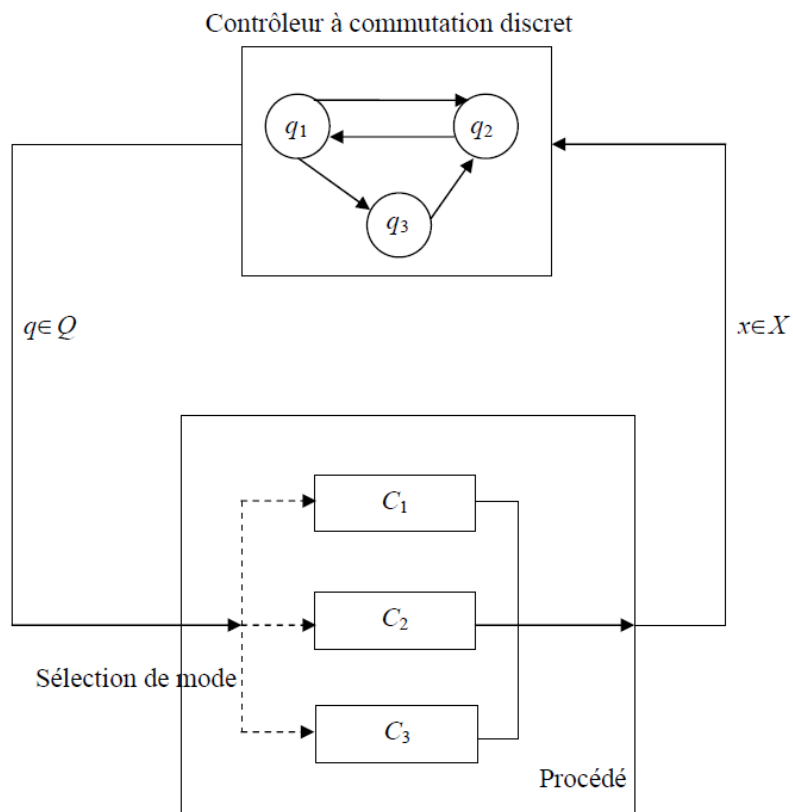 Contrôleur à commutation discret
q1
q2
q3
q∈Q
x∈X
C1
C2
Sélection de mode
C3
Procédé